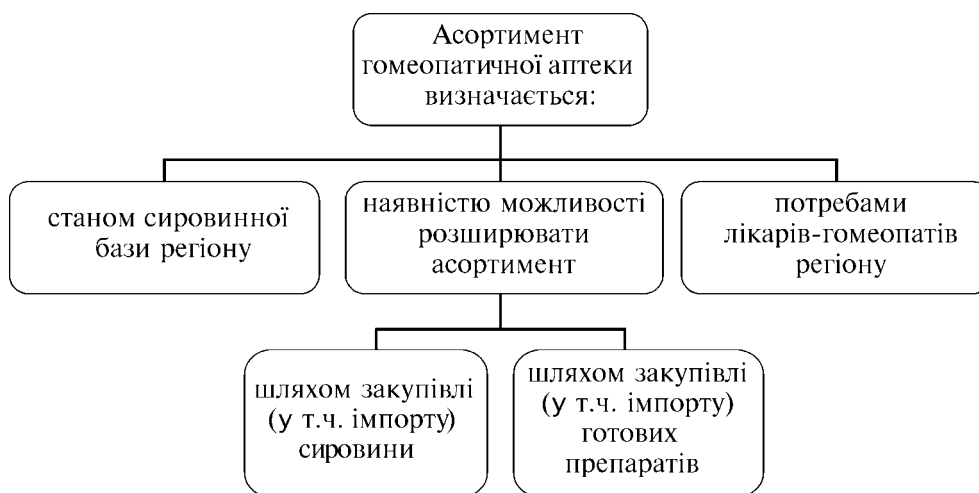 Асортимент
гомеопатичної аптеки
визначається:
станом сировинної
бази регіону
наявністю можливості
розширювати
асортимент
потребами
лікарів-гомеопатів
регіону
шляхом закупівлі
(у т.ч. імпорту)
сировини
шляхом закупівлі
(у т.ч. імпорту)
готових
препаратів